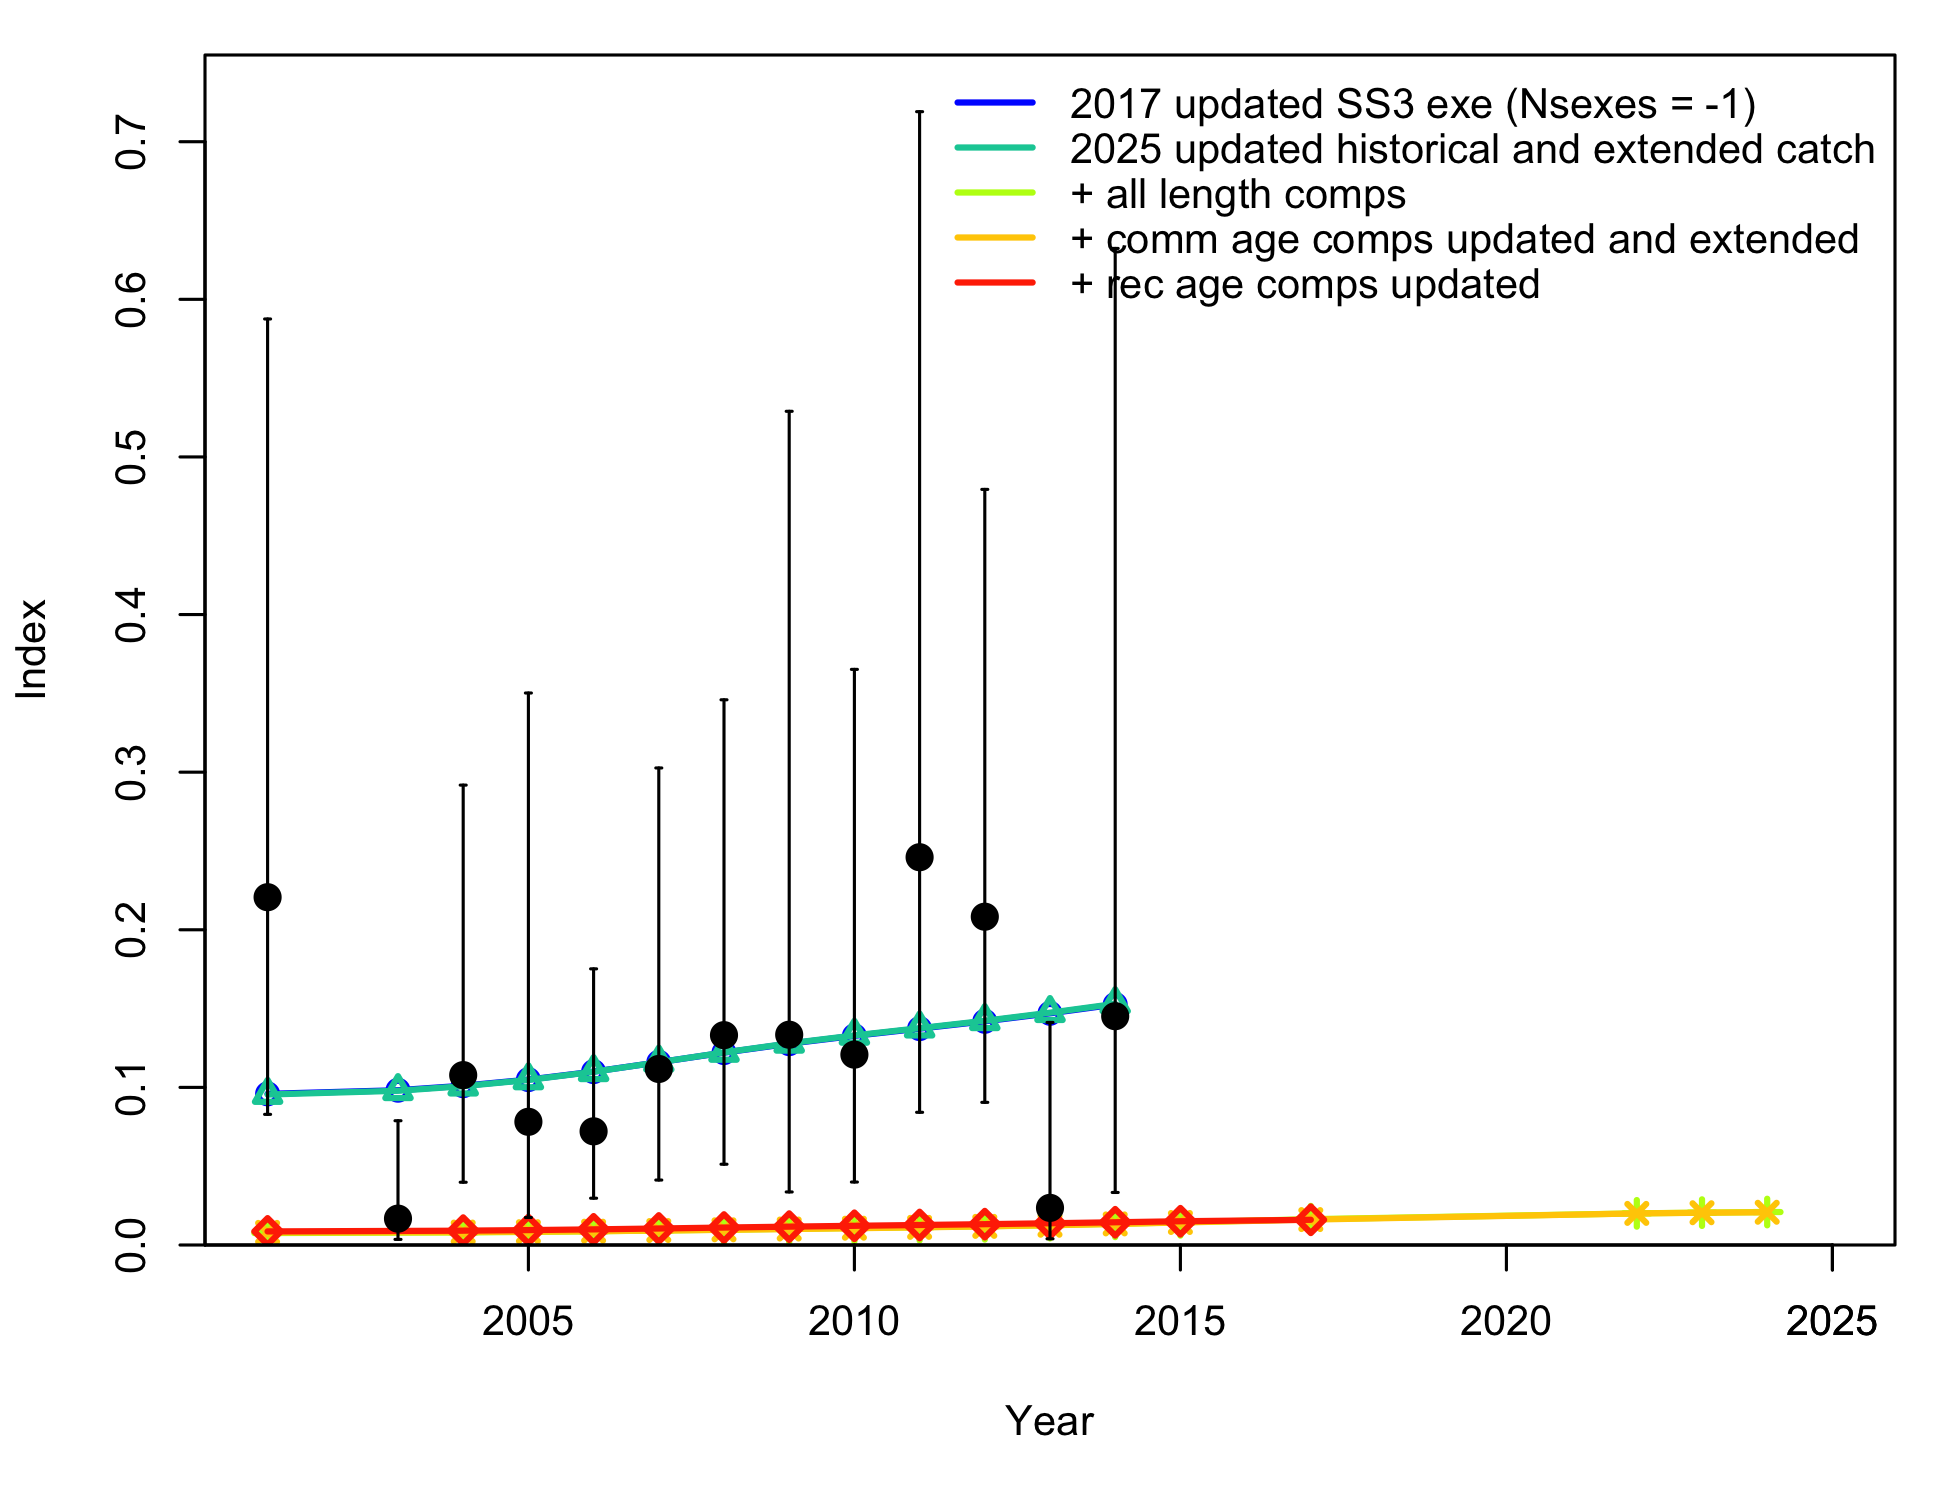 2017 updated SS3 exe (Nsexes = -1)
2025 updated historical and extended catch
+ all length comps
+ comm age comps updated and extended
+ rec age comps updated
0.7
0.6
0.5
0.4
0.3
0.2
0.1
0.0
Index
2005 2010 2015 2020 2025
Year